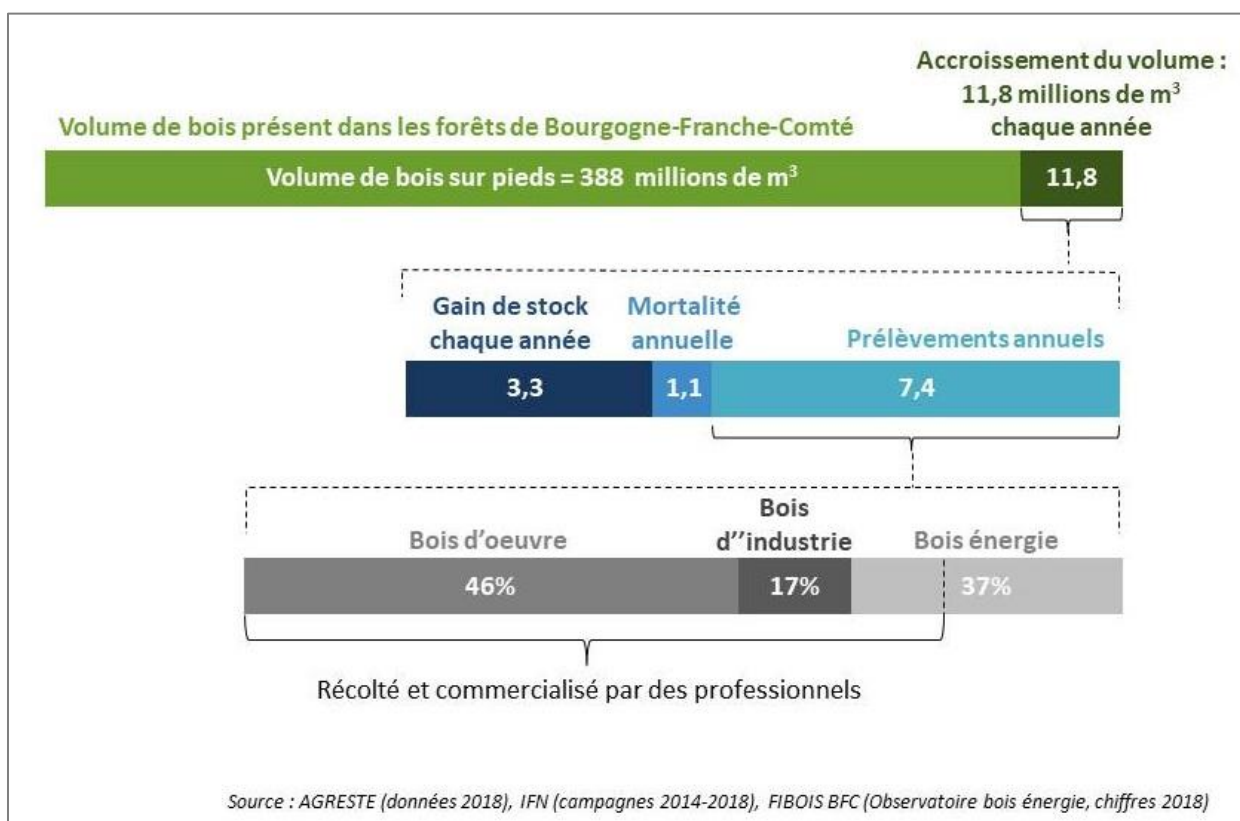 Accroissement du volume :
11,8 millions de m³
chaque année
Volume de bois présent dans les forêts de Bourgogne-Franche-Comté
Volume de bois sur pieds = 388 millions de m³
11,8
Gain de stock
chaque année
Mortalité
annuelle
Prélèvements annuels
3,3
1,1
7,4
Bois d'oeuvre
Bois
d''industrie
Bois énergie
46%
17%
37%
Récolté et commercialisé par des professionnels
Source : AGRESTE (données 2018), IFN (campagnes 2014-2018), FIBOIS BFC (Observatoire bois énergie, chiffres 2018)